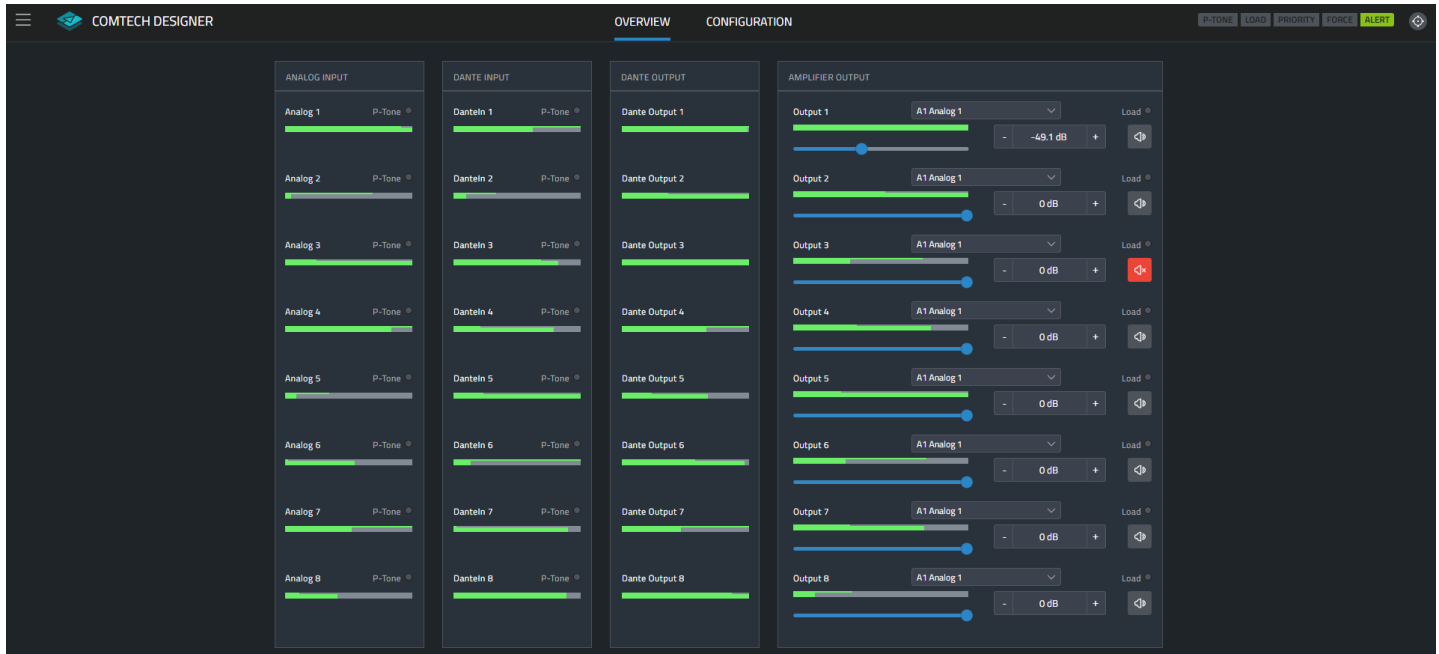 COMTECH DESIGNER
OVERVIEW CONFIGURATION
P-TONE LOAD PRIORITY FORCE ALERT
ANALOG INPUT
Analog 1 P-Tone
Analog 2 P-Tone
Analog 3 P-Tone
Analog 4 P-Tone
Analog 5 P-Tone
Analog 6 P-Tone
Analog 7 P-Tone
Analog 8 P-Tone
DANTE INPUT
DanteIn 1 P-Tone
DanteIn 2 P-Tone
DanteIn 3 P-Tone
DanteIn 4 P-Tone
DanteIn 5 P-Tone
DanteIn 6 P-Tone
DanteIn 7 P-Tone
DanteIn 8 P-Tone
DANTE OUTPUT
Dante Output 1
Dante Output 2
Dante Output 3
Dante Output 4
Dante Output 5
Dante Output 6
Dante Output 7
Dante Output 8
AMPLIFIER OUTPUT
Output 1 A1 Analog 1 Load
- -49.1 dB +
Output 2 A1 Analog 1 Load
- 0 dB +
Output 3 A1 Analog 1 Load
- 0 dB +
Output 4 A1 Analog 1 Load
- 0 dB +
Output 5 A1 Analog 1 Load
- 0 dB +
Output 6 A1 Analog 1 Load
- 0 dB +
Output 7 A1 Analog 1 Load
- 0 dB +
Output 8 A1 Analog 1 Load
- 0 dB +